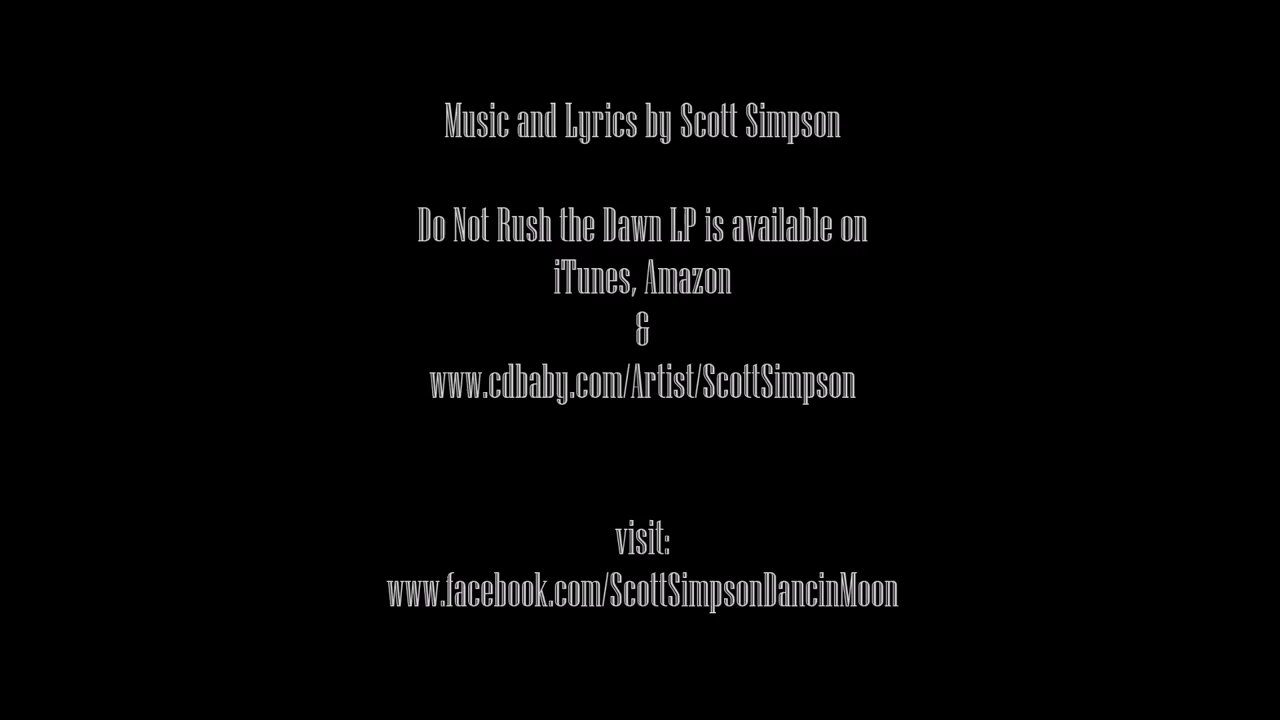 Music and Lyrics by Scott Simpson
Do Not Rush the Dawn LP is available on
iTunes, Amazon
&
www.cdbaby.com/Artist/ScottSimpson
visit:
www.facebook.com/ScottSimpsonDancinMoon